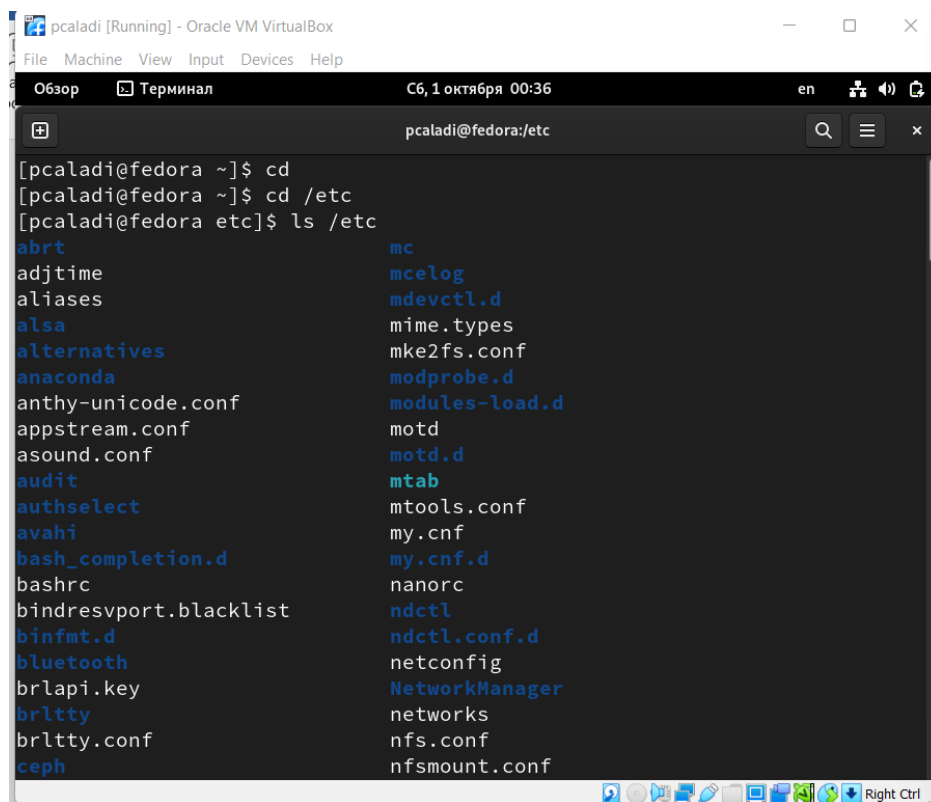 pcaladi [Running] - Oracle VM VirtualBox
File Machine View Input Devices Help
Обзор Терминал Сб, 1 октября 00:36 en
pcaladi@fedora:/etc
[pcaladi@fedora ~]$ cd
[pcaladi@fedora ~]$ cd /etc
[pcaladi@fedora etc]$ ls /etc
abrt mc
adjtime mcelog
aliases mdevctl.d
alsa mime.types
alternatives mke2fs.conf
anaconda modprobe.d
anthy-unicode.conf modules-load.d
appstream.conf motd
asound.conf motd.d
audit mtab
authselect mtools.conf
avahi my.cnf
bash_completion.d my.cnf.d
bashrc nanorc
bindresvport.blacklist ndctl
binfmt.d ndctl.conf.d
bluetooth netconfig
brlapi.key NetworkManager
brltty networks
brltty.conf nfs.conf
ceph nfsmount.conf
Right Ctrl